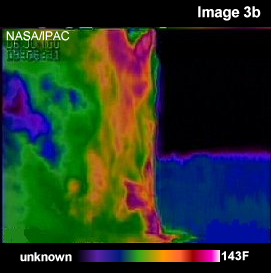 Image 3b
NASA/IPAC
unknown
143F